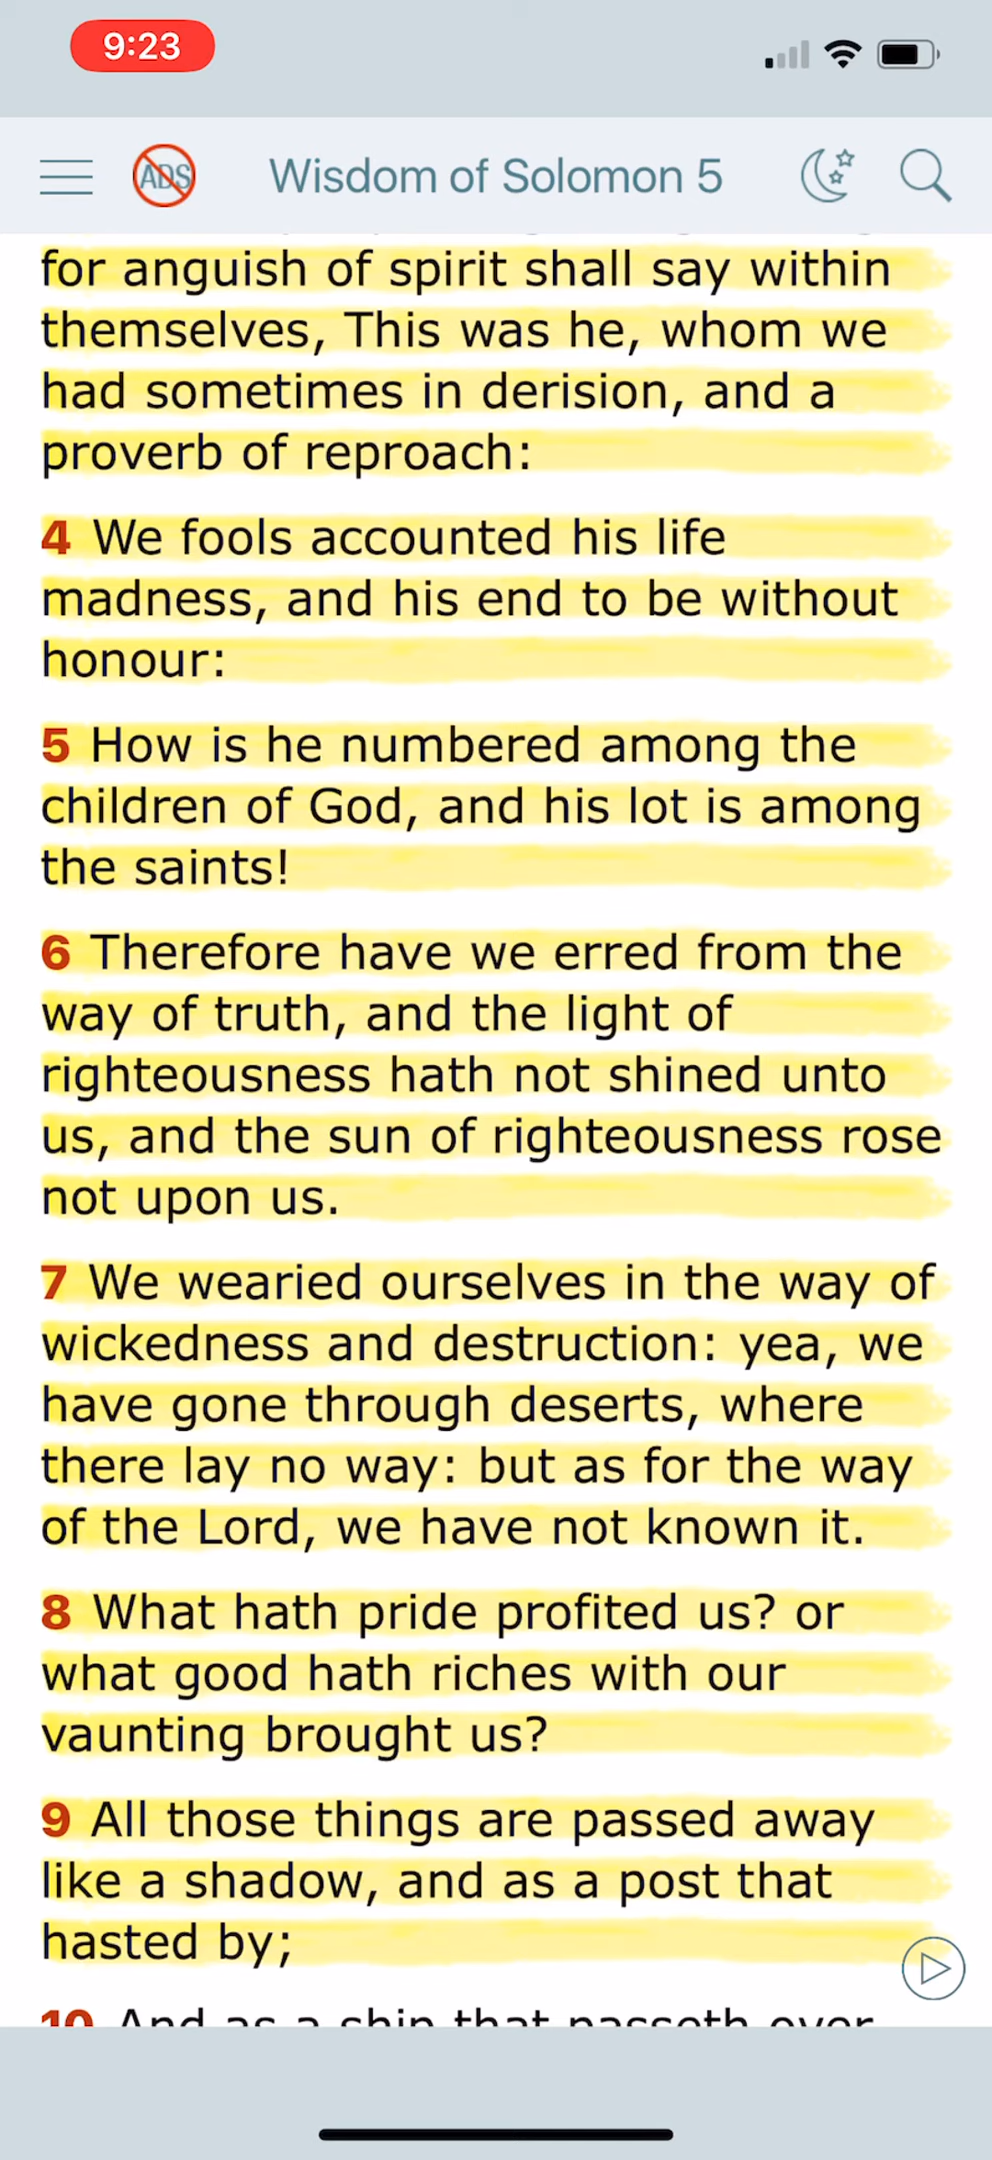 9:23
ADS
Wisdom of Solomon 5
for anguish of spirit shall say within
themselves, This was he, whom we
had sometimes in derision, and a
proverb of reproach:
4 We fools accounted his life
madness, and his end to be without
honour:
5 How is he numbered among the
children of God, and his lot is among
the saints!
6 Therefore have we erred from the
way of truth, and the light of
righteousness hath not shined unto
us, and the sun of righteousness rose
not upon us.
7 We wearied ourselves in the way of
wickedness and destruction: yea, we
have gone through deserts, where
there lay no way: but as for the way
of the Lord, we have not known it.
8 What hath pride profited us? or
what good hath riches with our
vaunting brought us?
9 All those things are passed away
like a shadow, and as a post that
hasted by;
10 And as a ship that passeth over